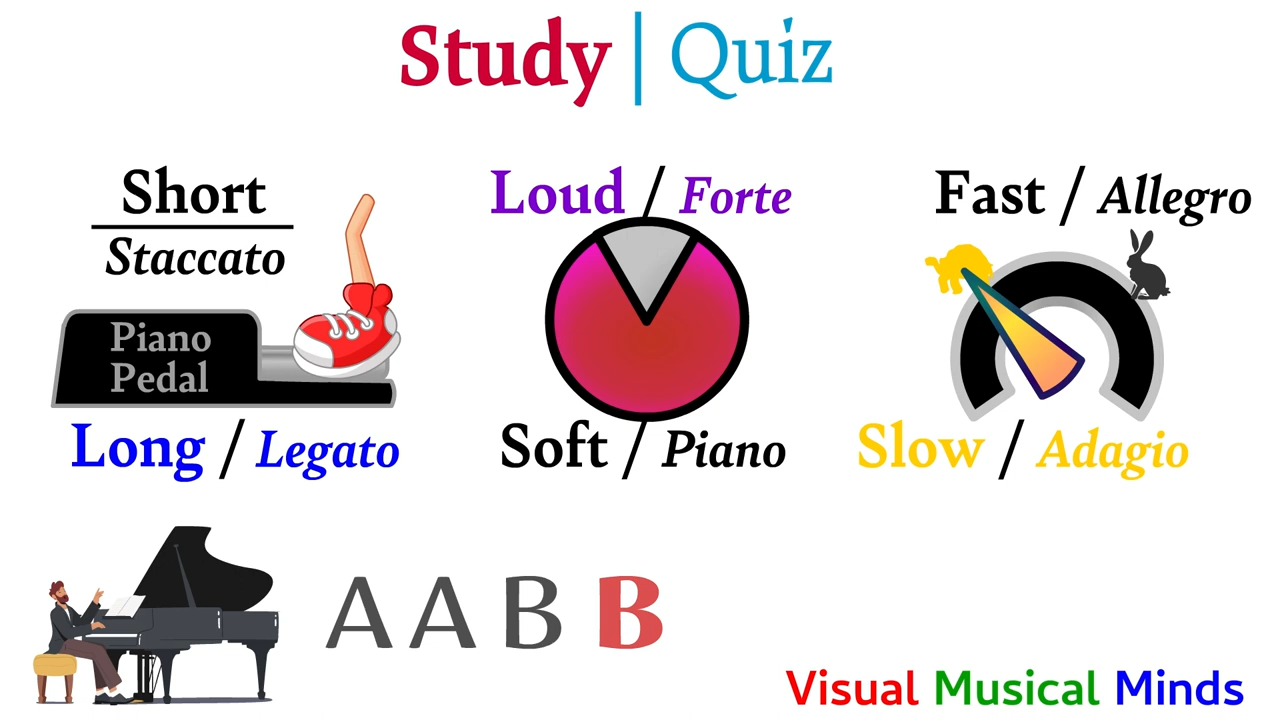 Study | Quiz
Short
Staccato
Piano
Pedal
Long / Legato
Loud / Forte
Soft / Piano
Fast / Allegro
Slow / Adagio
A A B B
Visual Musical Minds